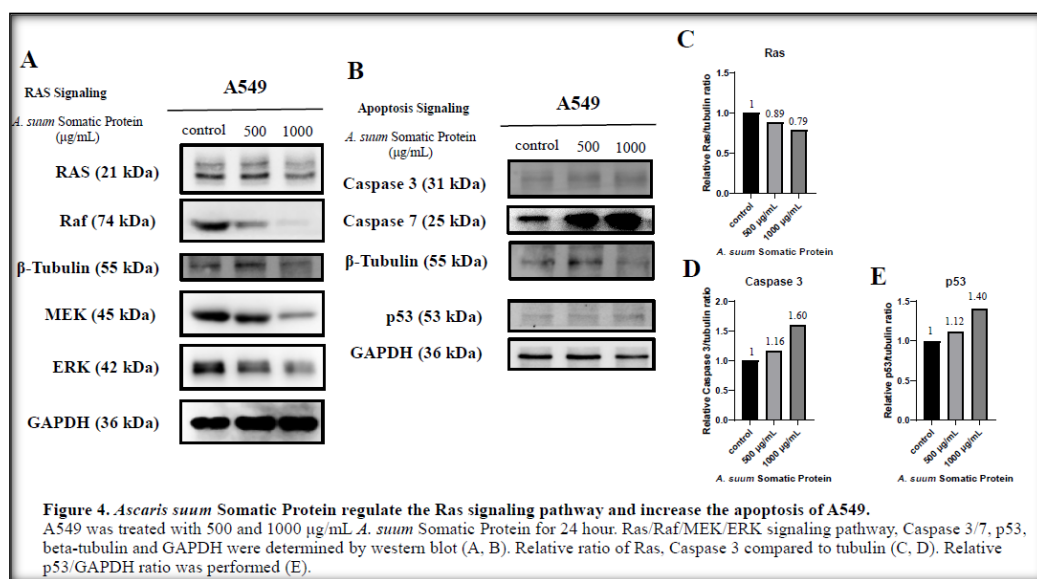 A
RAS Signaling
A549
A. suum Somatic Protein
(µg/mL)
control 500 1000
RAS (21 kDa)
Raf (74 kDa)
β-Tubulin (55 kDa)
MEK (45 kDa)
ERK (42 kDa)
GAPDH (36 kDa)
B
Apoptosis Signaling
A549
A. suum Somatic Protein
(µg/mL)
control 500 1000
Caspase 3 (31 kDa)
Caspase 7 (25 kDa)
β-Tubulin (55 kDa)
p53 (53 kDa)
GAPDH (36 kDa)
C
Ras
Relative Ras/tubulin ratio
1.5
1.0
0.5
0.0
1
0.89
0.79
control
500 µg/mL
1000 µg/mL
A. suum Somatic Protein
D
Caspase 3
Relative Caspase 3/tubulin ratio
2.0
1.5
1.0
0.5
0.0
1
1.16
1.60
control
500 µg/mL
1000 µg/mL
A. suum Somatic Protein
E
p53
Relative p53/tubulin ratio
1.5
1.0
0.5
0.0
1
1.12
1.40
control
500 µg/mL
1000 µg/mL
A. suum Somatic Protein
Figure 4. Ascaris suum Somatic Protein regulate the Ras signaling pathway and increase the apoptosis of A549.
A549 was treated with 500 and 1000 µg/mL A. suum Somatic Protein for 24 hour. Ras/Raf/MEK/ERK signaling pathway, Caspase 3/7, p53,
beta-tubulin and GAPDH were determined by western blot (A, B). Relative ratio of Ras, Caspase 3 compared to tubulin (C, D). Relative
p53/GAPDH ratio was performed (E).